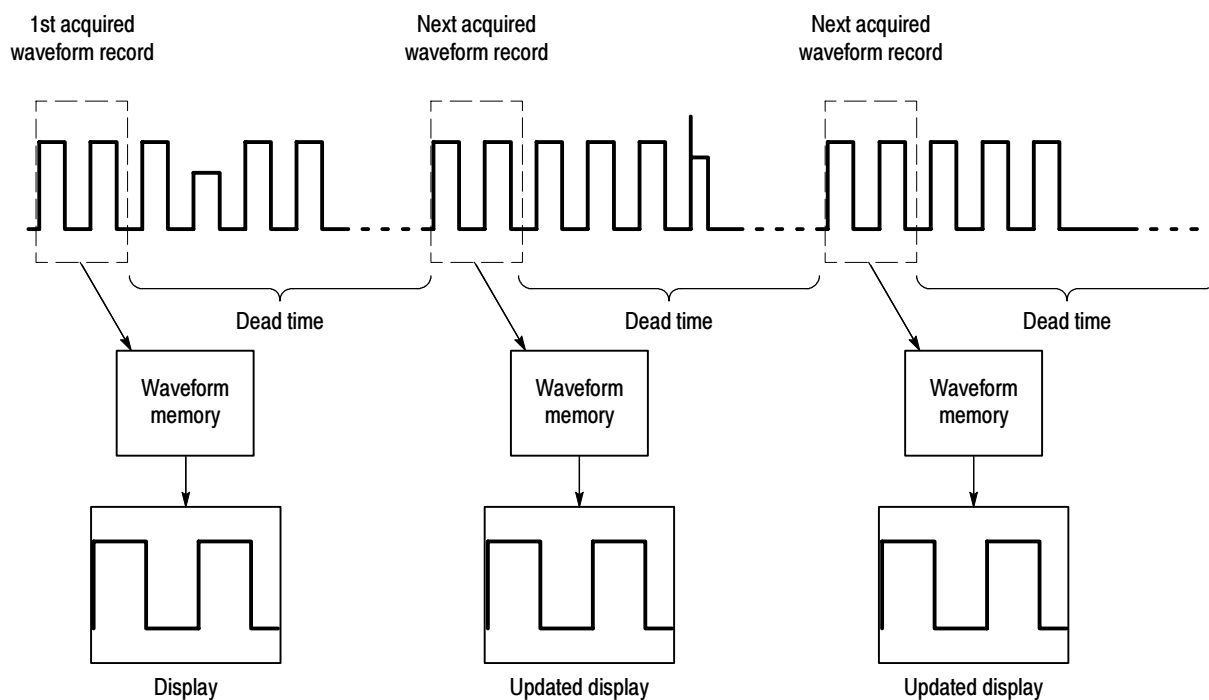 1st acquired
waveform record
Next acquired
waveform record
Next acquired
waveform record
Dead time
Dead time
Dead time
Waveform
memory
Waveform
memory
Waveform
memory
Display
Updated display
Updated display